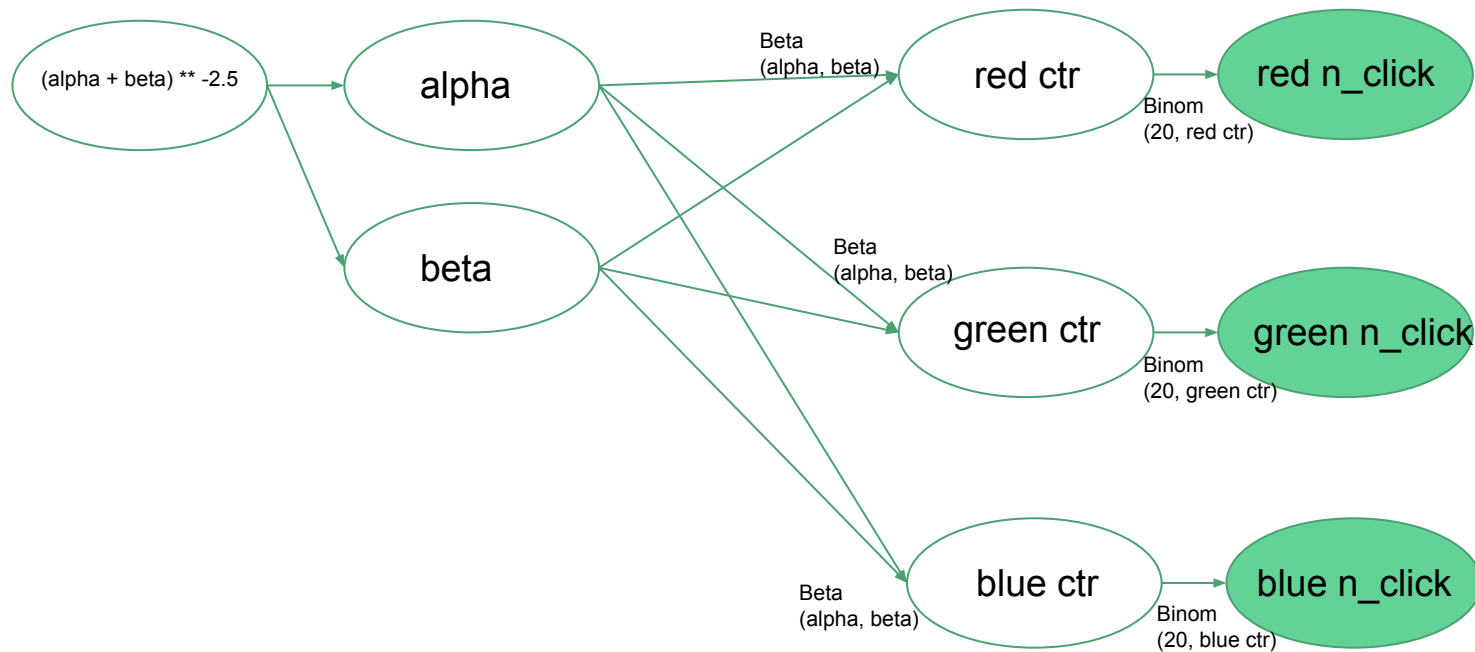 (alpha + beta) ** -2.5
alpha
beta
Beta
(alpha, beta)
red ctr
Binom
(20, red ctr)
red n_click
Beta
(alpha, beta)
green ctr
Binom
(20, green ctr)
green n_click
Beta
(alpha, beta)
blue ctr
Binom
(20, blue ctr)
blue n_click